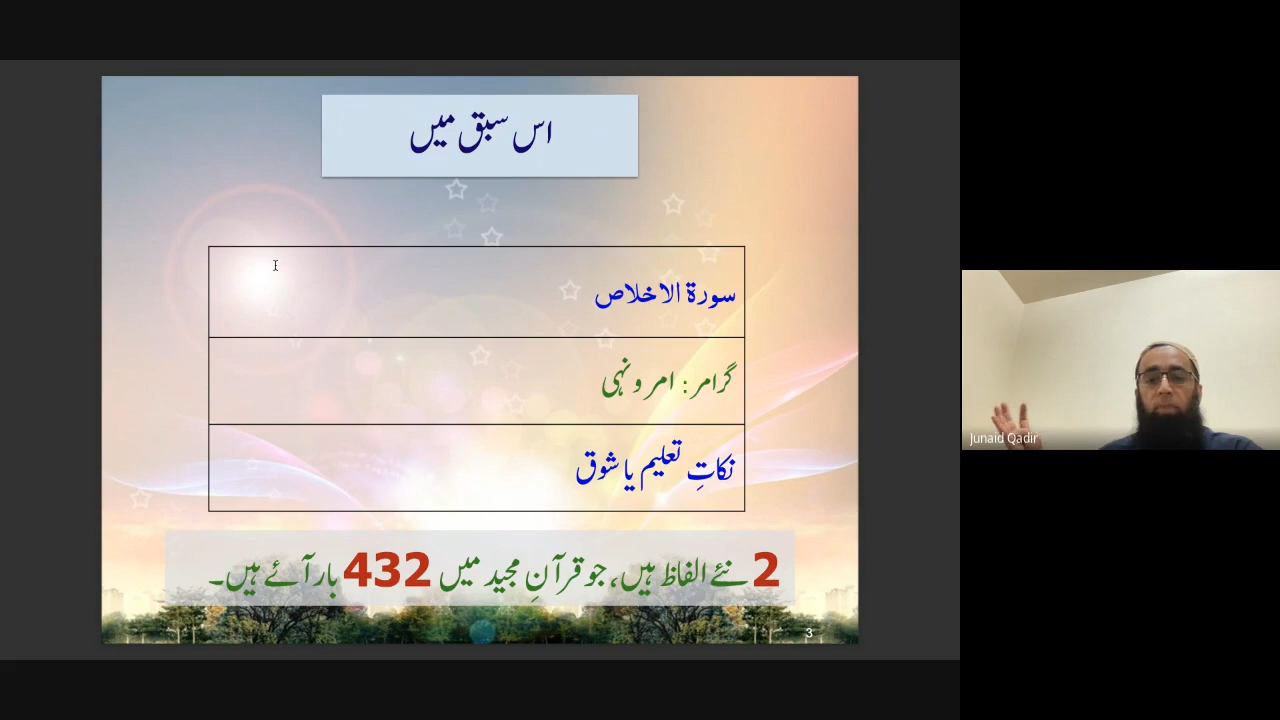 اس سبق میں
سورة الاخلاص
گرامر: امر و نہی
نکاتِ تعلیم یا شوق
2 نئے الفاظ ہیں، جو قرآنِ مجید میں 432 بار آئے ہیں۔
3
Junaid Qadir